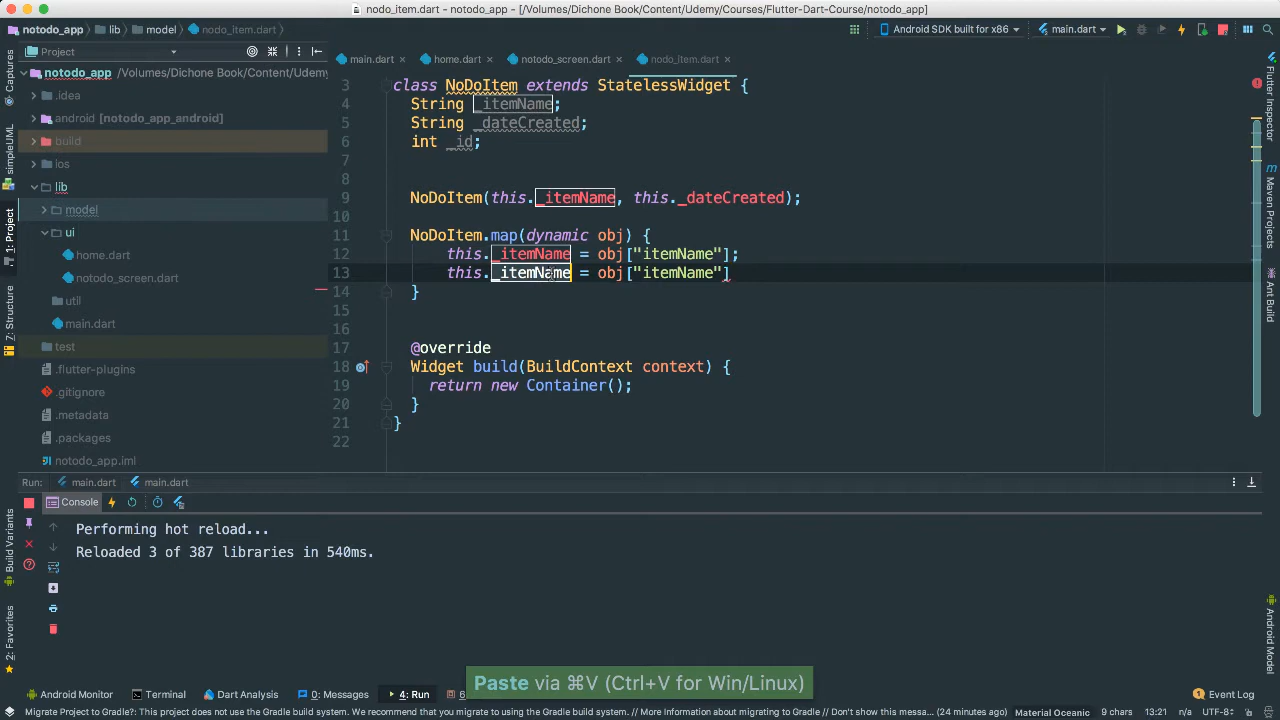 nodo_item.dart - notodo_app - [/Volumes/Dichone Book/Content/Udemy/Courses/Flutter-Dart-Course/notodo_app]
notodo_app lib model nodo_item.dart Android SDK built for x86 main.dart
Project main.dart × home.dart × notodo_screen.dart × nodo_item.dart ×
notodo_app /Volumes/Dichone Book/Content/Udemy
.idea
android [notodo_app_android]
build
ios
lib
model
ui
home.dart
notodo_screen.dart
util
main.dart
test
.flutter-plugins
.gitignore
.metadata
.packages
notodo_app.iml
Captures
simpleUML
1: Project
7: Structure
Build Variants
2: Favorites
3 class NoDoItem extends StatelessWidget {
4 String _itemName;
5 String _dateCreated;
6 int _id;
7
8
9 NoDoItem(this._itemName, this._dateCreated);
10
11 NoDoItem.map(dynamic obj) {
12 this._itemName = obj["itemName"];
13 this._itemName = obj["itemName"]
14 }
15
16
17 @override
18 Widget build(BuildContext context) {
19 return new Container();
20 }
21 }
22
Flutter Inspector
Maven Projects
Ant Build
Android Model
Run: main.dart main.dart
Console
Performing hot reload...
Reloaded 3 of 387 libraries in 540ms.
Paste via ⌘V (Ctrl+V for Win/Linux)
Android Monitor Terminal Dart Analysis 0: Messages 4: Run 6 Event Log
Migrate Project to Gradle?: This project does not use the Gradle build system. We recommend that you migrate to using the Gradle build system. // More Information about migrating to Gradle // Don't show this messa... (24 minutes ago) Material Oceanic 9 chars 13:21 n/a UTF-8